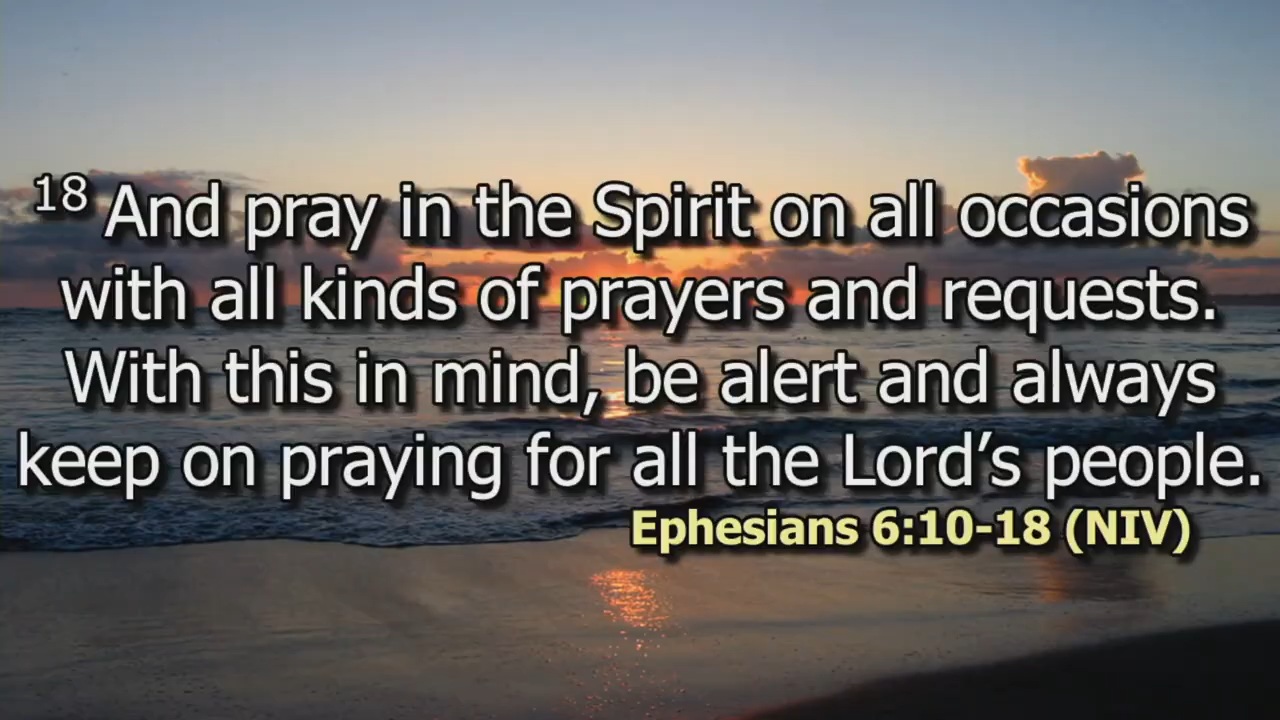 18 And pray in the Spirit on all occasions
with all kinds of prayers and requests.
With this in mind, be alert and always
keep on praying for all the Lord’s people.
Ephesians 6:10-18 (NIV)